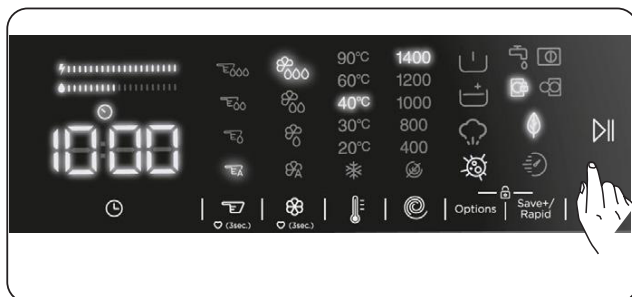 10:00
90°C
60°C
40°C
30°C
20°C
1400
1200
1000
800
400
A
A
(3sec.)
(3sec.)
Options
Save+/
Rapid